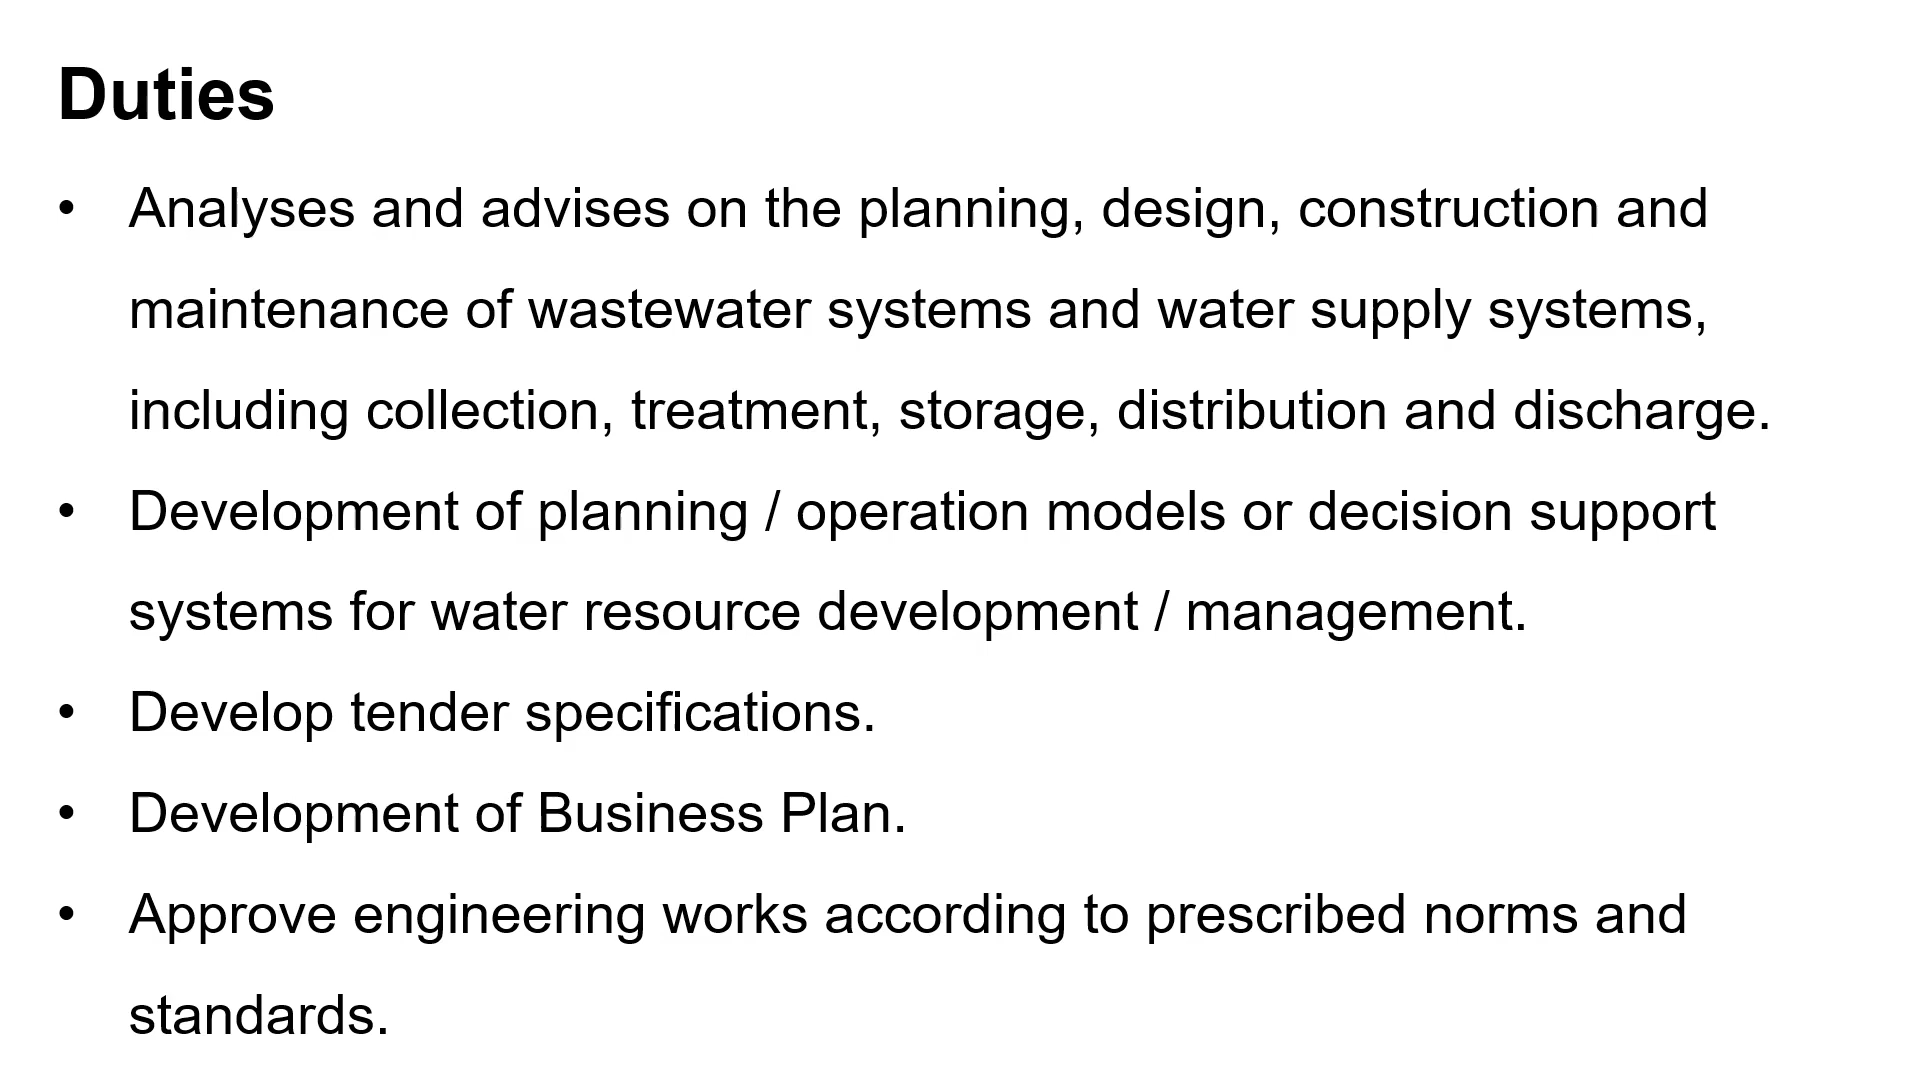 Duties
• Analyses and advises on the planning, design, construction and
maintenance of wastewater systems and water supply systems,
including collection, treatment, storage, distribution and discharge.
• Development of planning / operation models or decision support
systems for water resource development / management.
• Develop tender specifications.
• Development of Business Plan.
• Approve engineering works according to prescribed norms and
standards.